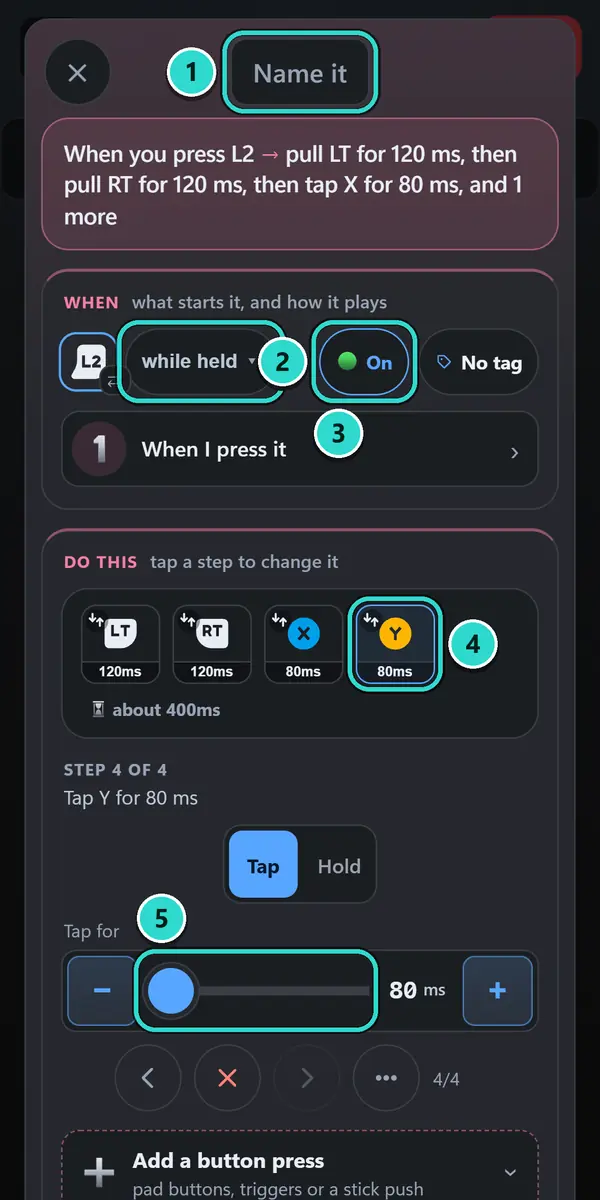 1
Name it
When you press L2 → pull LT for 120 ms, then
pull RT for 120 ms, then tap X for 80 ms, and 1
more
WHEN what starts it, and how it plays
L2
while held
2
On
No tag
3
1
When I press it
DO THIS tap a step to change it
LT
RT
X
Y
120ms
120ms
80ms
80ms
4
about 400ms
STEP 4 OF 4
Tap Y for 80 ms
Tap
Hold
5
Tap for
80 ms
4/4
Add a button press
pad buttons, triggers or a stick push